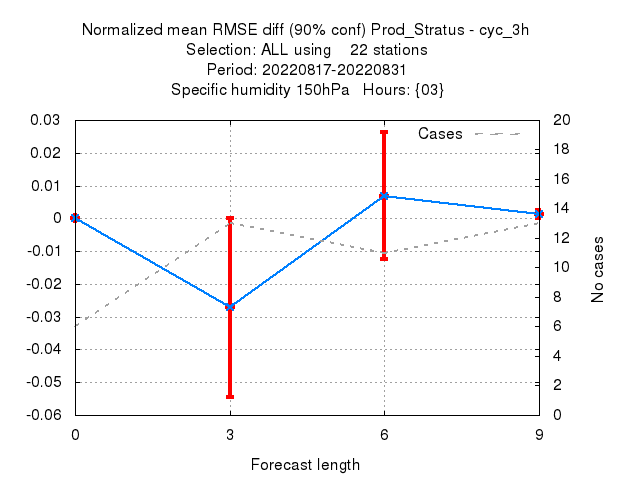 Normalized mean RMSE diff (90% conf) Prod_Stratus - cyc_3h
Selection: ALL using    22 stations
Period: 20220817-20220831
Specific humidity 150hPa   Hours: {03}
Cases
0.03
0.02
0.01
0
-0.01
-0.02
-0.03
-0.04
-0.05
-0.06
20
18
16
14
12
10
8
6
4
2
0
No cases
0 3 6 9
Forecast length